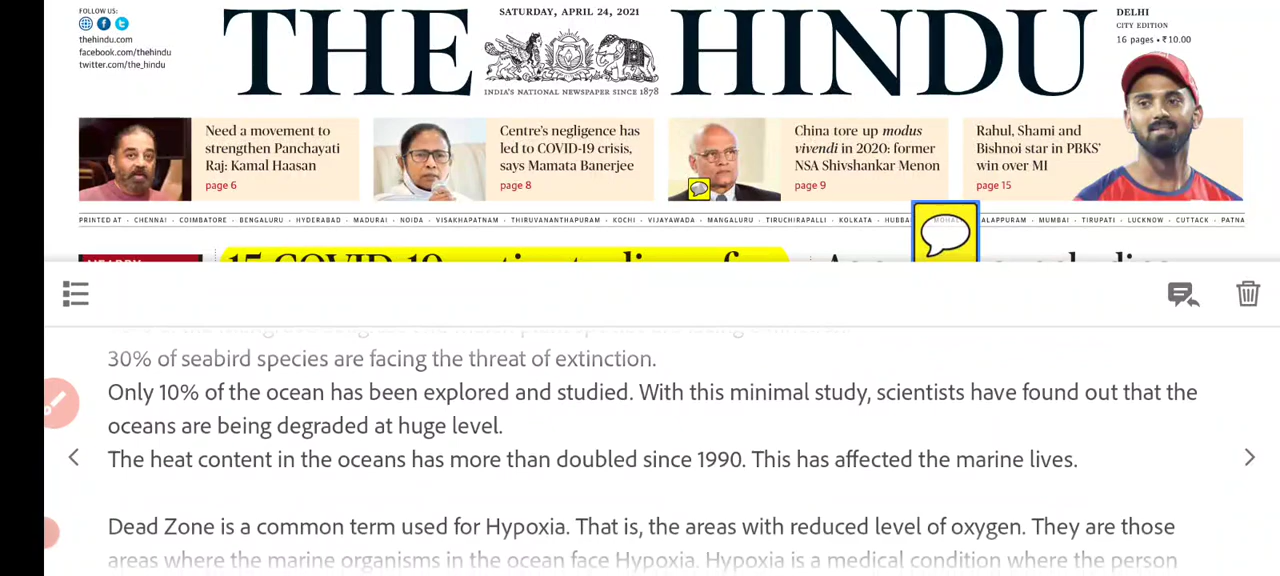 FOLLOW US:
thehindu.com
facebook.com/thehindu
twitter.com/the_hindu
SATURDAY, APRIL 24, 2021
THE HINDU
INDIA'S NATIONAL NEWSPAPER SINCE 1878
DELHI
CITY EDITION
16 pages • ₹10.00
Need a movement to
strengthen Panchayati
Raj: Kamal Haasan
page 6
Centre's negligence has
led to COVID-19 crisis,
says Mamata Banerjee
page 8
China tore up modus
vivendi in 2020: former
NSA Shivshankar Menon
page 9
Rahul, Shami and
Bishnoi star in PBKS'
win over MI
page 15
PRINTED AT • CHENNAI • COIMBATORE • BENGALURU • HYDERABAD • MADURAI • NOIDA • VISAKHAPATNAM • THIRUVANANTHAPURAM • KOCHI • VIJAYAWADA • MANGALURU • TIRUCHIRAPALLI • KOLKATA • HUBBA MOHAL ALAPPURAM • MUMBAI • TIRUPATI • LUCKNOW • CUTTACK • PATNA
15 COVID-19
30% of seabird species are facing the threat of extinction.
Only 10% of the ocean has been explored and studied. With this minimal study, scientists have found out that the
oceans are being degraded at huge level.
The heat content in the oceans has more than doubled since 1990. This has affected the marine lives.
Dead Zone is a common term used for Hypoxia. That is, the areas with reduced level of oxygen. They are those
areas where the marine organisms in the ocean face Hypoxia. Hypoxia is a medical condition where the person